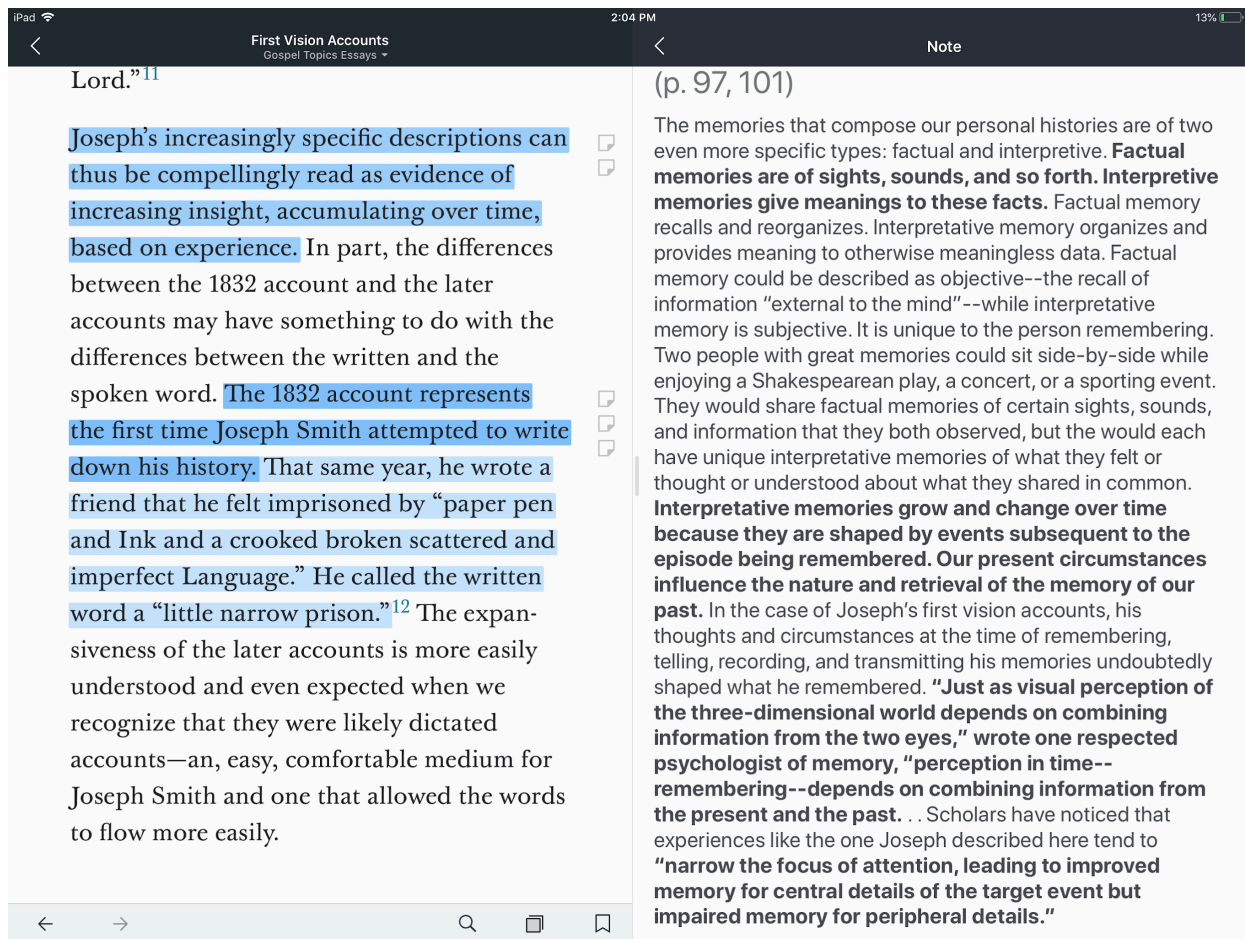 iPad
2:04 PM
13%
First Vision Accounts
Gospel Topics Essays
Lord.”11
Joseph’s increasingly specific descriptions can
thus be compellingly read as evidence of
increasing insight, accumulating over time,
based on experience. In part, the differences
between the 1832 account and the later
accounts may have something to do with the
differences between the written and the
spoken word. The 1832 account represents
the first time Joseph Smith attempted to write
down his history. That same year, he wrote a
friend that he felt imprisoned by “paper pen
and Ink and a crooked broken scattered and
imperfect Language.” He called the written
word a “little narrow prison.”12 The expan-
siveness of the later accounts is more easily
understood and even expected when we
recognize that they were likely dictated
accounts—an, easy, comfortable medium for
Joseph Smith and one that allowed the words
to flow more easily.
Note
(p. 97, 101)
The memories that compose our personal histories are of two
even more specific types: factual and interpretive. Factual
memories are of sights, sounds, and so forth. Interpretive
memories give meanings to these facts. Factual memory
recalls and reorganizes. Interpretative memory organizes and
provides meaning to otherwise meaningless data. Factual
memory could be described as objective--the recall of
information “external to the mind”--while interpretative
memory is subjective. It is unique to the person remembering.
Two people with great memories could sit side-by-side while
enjoying a Shakespearean play, a concert, or a sporting event.
They would share factual memories of certain sights, sounds,
and information that they both observed, but the would each
have unique interpretative memories of what they felt or
thought or understood about what they shared in common.
Interpretative memories grow and change over time
because they are shaped by events subsequent to the
episode being remembered. Our present circumstances
influence the nature and retrieval of the memory of our
past. In the case of Joseph’s first vision accounts, his
thoughts and circumstances at the time of remembering,
telling, recording, and transmitting his memories undoubtedly
shaped what he remembered. “Just as visual perception of
the three-dimensional world depends on combining
information from the two eyes,” wrote one respected
psychologist of memory, “perception in time--
remembering--depends on combining information from
the present and the past. . . Scholars have noticed that
experiences like the one Joseph described here tend to
“narrow the focus of attention, leading to improved
memory for central details of the target event but
impaired memory for peripheral details.”